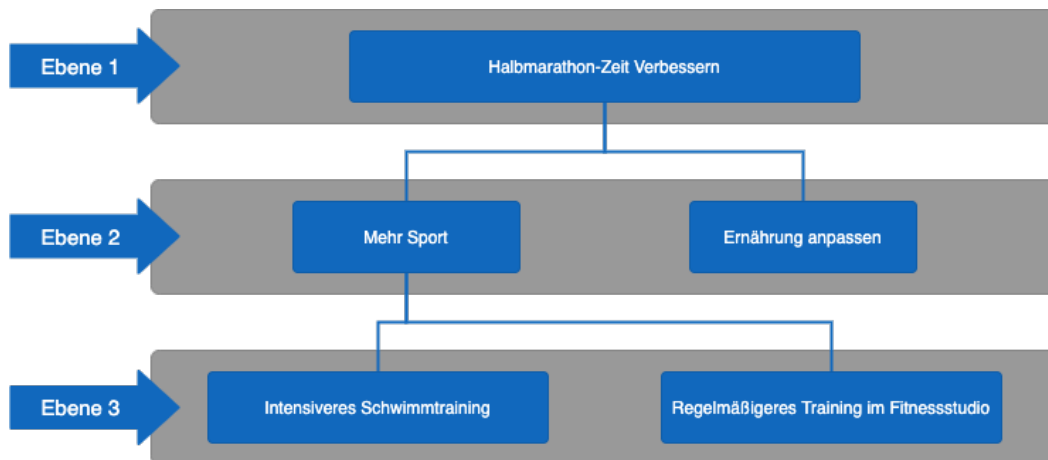 Ebene 1
Halbmarathon-Zeit Verbessern
Ebene 2
Mehr Sport
Ernährung anpassen
Ebene 3
Intensiveres Schwimmtraining
Regelmäßigeres Training im Fitnessstudio